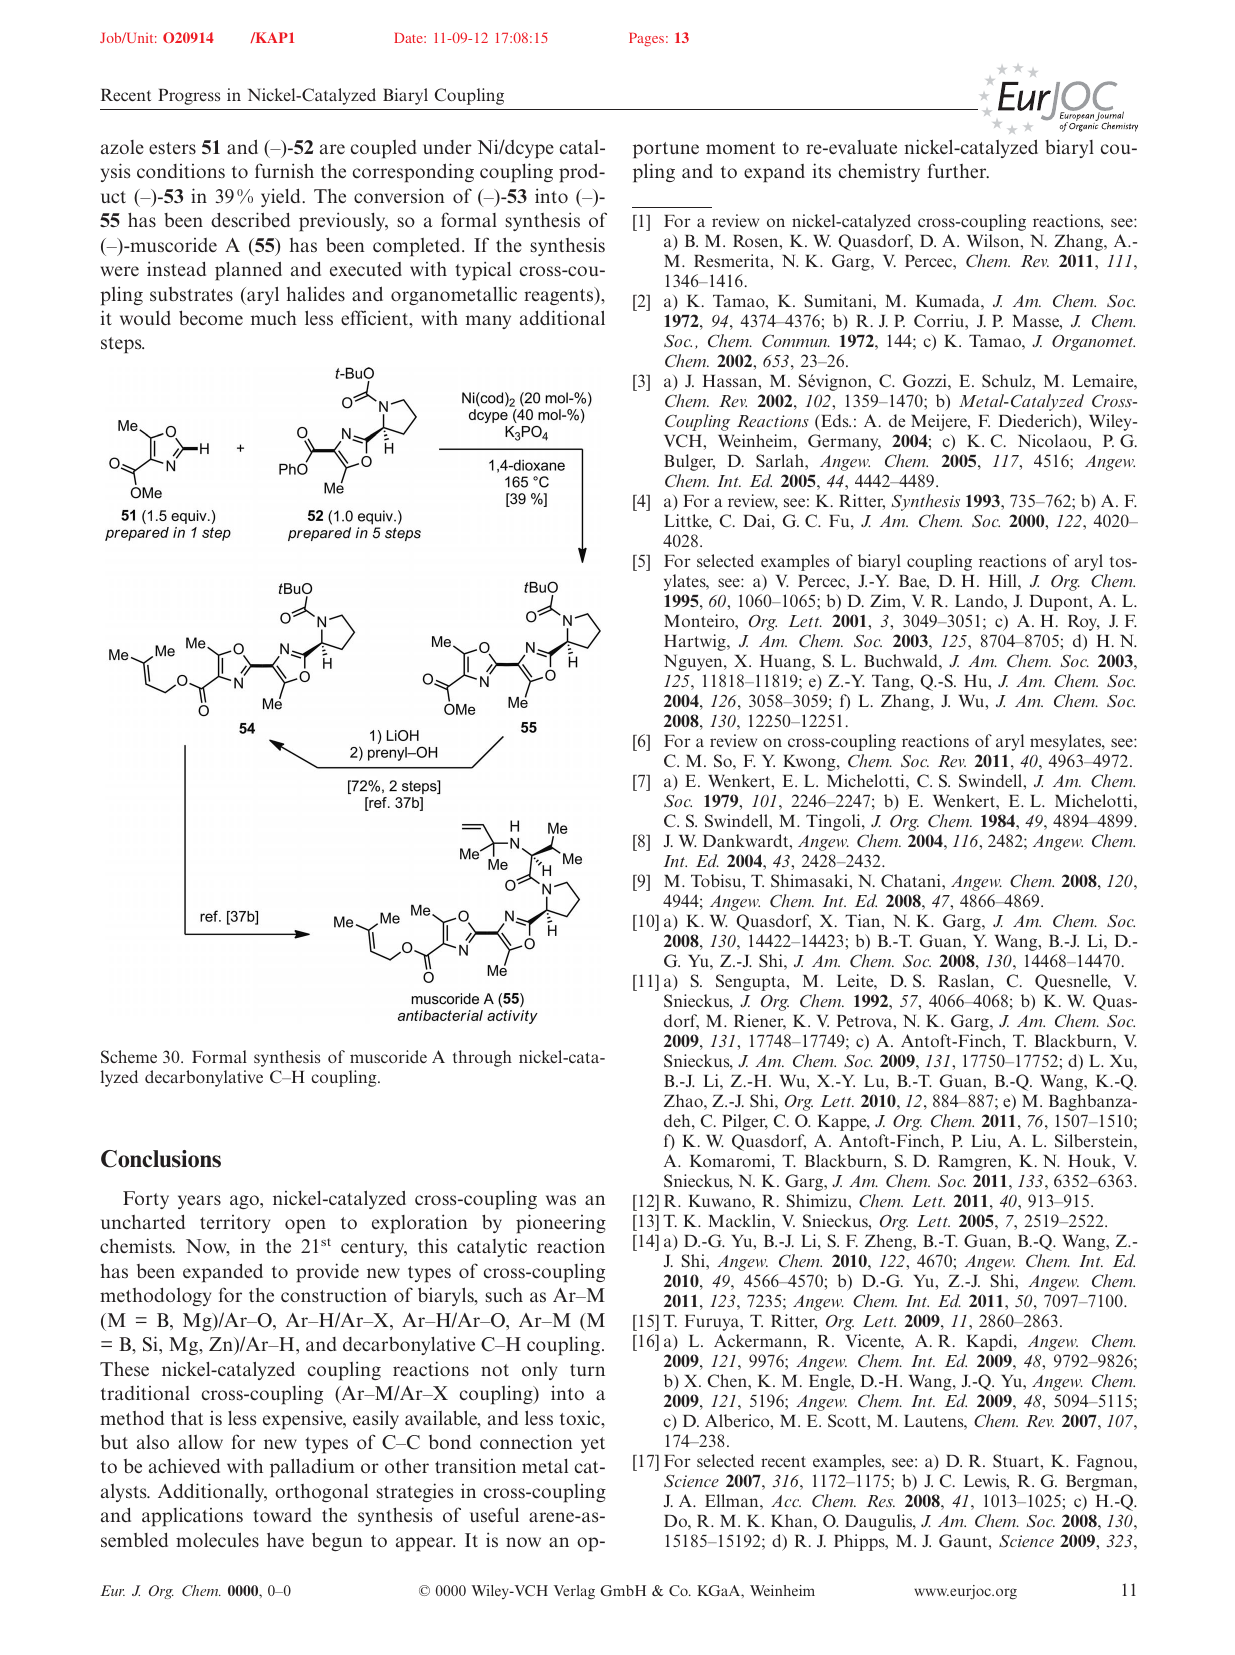 Job/Unit: O20914 /KAP1 Date: 11-09-12 17:08:15 Pages: 13
Recent Progress in Nickel-Catalyzed Biaryl Coupling
EurJOC
European Journal
of Organic Chemistry
azole esters 51 and (–)-52 are coupled under Ni/dcype catal-
ysis conditions to furnish the corresponding coupling prod-
uct (–)-53 in 39% yield. The conversion of (–)-53 into (–)-
55 has been described previously, so a formal synthesis of
(–)-muscoride A (55) has been completed. If the synthesis
were instead planned and executed with typical cross-cou-
pling substrates (aryl halides and organometallic reagents),
it would become much less efficient, with many additional
steps.
t-BuO
O
N
H
Me
O
H
N
O
OMe
+
O
PhO
N
O
Me
Ni(cod)2 (20 mol-%)
dcype (40 mol-%)
K3PO4
1,4-dioxane
165 °C
[39 %]
51 (1.5 equiv.)
prepared in 1 step
52 (1.0 equiv.)
prepared in 5 steps
tBuO
O
N
H
Me
Me
Me
O
N
N
O
Me
O
O
54
tBuO
O
N
H
Me
O
N
N
O
Me
O
OMe
55
1) LiOH
2) prenyl–OH
[72%, 2 steps]
[ref. 37b]
ref. [37b]
H
N
Me
Me
Me
Me
H
O
N
H
Me
Me
Me
O
N
N
O
Me
O
O
muscoride A (55)
antibacterial activity
Scheme 30. Formal synthesis of muscoride A through nickel-cata-
lyzed decarbonylative C–H coupling.
Conclusions
Forty years ago, nickel-catalyzed cross-coupling was an
uncharted territory open to exploration by pioneering
chemists. Now, in the 21st century, this catalytic reaction
has been expanded to provide new types of cross-coupling
methodology for the construction of biaryls, such as Ar–M
(M = B, Mg)/Ar–O, Ar–H/Ar–X, Ar–H/Ar–O, Ar–M (M
= B, Si, Mg, Zn)/Ar–H, and decarbonylative C–H coupling.
These nickel-catalyzed coupling reactions not only turn
traditional cross-coupling (Ar–M/Ar–X coupling) into a
method that is less expensive, easily available, and less toxic,
but also allow for new types of C–C bond connection yet
to be achieved with palladium or other transition metal cat-
alysts. Additionally, orthogonal strategies in cross-coupling
and applications toward the synthesis of useful arene-as-
sembled molecules have begun to appear. It is now an op-
portune moment to re-evaluate nickel-catalyzed biaryl cou-
pling and to expand its chemistry further.
[1] For a review on nickel-catalyzed cross-coupling reactions, see:
a) B. M. Rosen, K. W. Quasdorf, D. A. Wilson, N. Zhang, A.-
M. Resmerita, N. K. Garg, V. Percec, Chem. Rev. 2011, 111,
1346–1416.
[2] a) K. Tamao, K. Sumitani, M. Kumada, J. Am. Chem. Soc.
1972, 94, 4374–4376; b) R. J. P. Corriu, J. P. Masse, J. Chem.
Soc., Chem. Commun. 1972, 144; c) K. Tamao, J. Organomet.
Chem. 2002, 653, 23–26.
[3] a) J. Hassan, M. Sévignon, C. Gozzi, E. Schulz, M. Lemaire,
Chem. Rev. 2002, 102, 1359–1470; b) Metal-Catalyzed Cross-
Coupling Reactions (Eds.: A. de Meijere, F. Diederich), Wiley-
VCH, Weinheim, Germany, 2004; c) K. C. Nicolaou, P. G.
Bulger, D. Sarlah, Angew. Chem. 2005, 117, 4516; Angew.
Chem. Int. Ed. 2005, 44, 4442–4489.
[4] a) For a review, see: K. Ritter, Synthesis 1993, 735–762; b) A. F.
Littke, C. Dai, G. C. Fu, J. Am. Chem. Soc. 2000, 122, 4020–
4028.
[5] For selected examples of biaryl coupling reactions of aryl tos-
ylates, see: a) V. Percec, J.-Y. Bae, D. H. Hill, J. Org. Chem.
1995, 60, 1060–1065; b) D. Zim, V. R. Lando, J. Dupont, A. L.
Monteiro, Org. Lett. 2001, 3, 3049–3051; c) A. H. Roy, J. F.
Hartwig, J. Am. Chem. Soc. 2003, 125, 8704–8705; d) H. N.
Nguyen, X. Huang, S. L. Buchwald, J. Am. Chem. Soc. 2003,
125, 11818–11819; e) Z.-Y. Tang, Q.-S. Hu, J. Am. Chem. Soc.
2004, 126, 3058–3059; f) L. Zhang, J. Wu, J. Am. Chem. Soc.
2008, 130, 12250–12251.
[6] For a review on cross-coupling reactions of aryl mesylates, see:
C. M. So, F. Y. Kwong, Chem. Soc. Rev. 2011, 40, 4963–4972.
[7] a) E. Wenkert, E. L. Michelotti, C. S. Swindell, J. Am. Chem.
Soc. 1979, 101, 2246–2247; b) E. Wenkert, E. L. Michelotti,
C. S. Swindell, M. Tingoli, J. Org. Chem. 1984, 49, 4894–4899.
[8] J. W. Dankwardt, Angew. Chem. 2004, 116, 2482; Angew. Chem.
Int. Ed. 2004, 43, 2428–2432.
[9] M. Tobisu, T. Shimasaki, N. Chatani, Angew. Chem. 2008, 120,
4944; Angew. Chem. Int. Ed. 2008, 47, 4866–4869.
[10] a) K. W. Quasdorf, X. Tian, N. K. Garg, J. Am. Chem. Soc.
2008, 130, 14422–14423; b) B.-T. Guan, Y. Wang, B.-J. Li, D.-
G. Yu, Z.-J. Shi, J. Am. Chem. Soc. 2008, 130, 14468–14470.
[11] a) S. Sengupta, M. Leite, D. S. Raslan, C. Quesnelle, V.
Snieckus, J. Org. Chem. 1992, 57, 4066–4068; b) K. W. Quas-
dorf, M. Riener, K. V. Petrova, N. K. Garg, J. Am. Chem. Soc.
2009, 131, 17748–17749; c) A. Antoft-Finch, T. Blackburn, V.
Snieckus, J. Am. Chem. Soc. 2009, 131, 17750–17752; d) L. Xu,
B.-J. Li, Z.-H. Wu, X.-Y. Lu, B.-T. Guan, B.-Q. Wang, K.-Q.
Zhao, Z.-J. Shi, Org. Lett. 2010, 12, 884–887; e) M. Baghbanza-
deh, C. Pilger, C. O. Kappe, J. Org. Chem. 2011, 76, 1507–1510;
f) K. W. Quasdorf, A. Antoft-Finch, P. Liu, A. L. Silberstein,
A. Komaromi, T. Blackburn, S. D. Ramgren, K. N. Houk, V.
Snieckus, N. K. Garg, J. Am. Chem. Soc. 2011, 133, 6352–6363.
[12] R. Kuwano, R. Shimizu, Chem. Lett. 2011, 40, 913–915.
[13] T. K. Macklin, V. Snieckus, Org. Lett. 2005, 7, 2519–2522.
[14] a) D.-G. Yu, B.-J. Li, S. F. Zheng, B.-T. Guan, B.-Q. Wang, Z.-
J. Shi, Angew. Chem. 2010, 122, 4670; Angew. Chem. Int. Ed.
2010, 49, 4566–4570; b) D.-G. Yu, Z.-J. Shi, Angew. Chem.
2011, 123, 7235; Angew. Chem. Int. Ed. 2011, 50, 7097–7100.
[15] T. Furuya, T. Ritter, Org. Lett. 2009, 11, 2860–2863.
[16] a) L. Ackermann, R. Vicente, A. R. Kapdi, Angew. Chem.
2009, 121, 9976; Angew. Chem. Int. Ed. 2009, 48, 9792–9826;
b) X. Chen, K. M. Engle, D.-H. Wang, J.-Q. Yu, Angew. Chem.
2009, 121, 5196; Angew. Chem. Int. Ed. 2009, 48, 5094–5115;
c) D. Alberico, M. E. Scott, M. Lautens, Chem. Rev. 2007, 107,
174–238.
[17] For selected recent examples, see: a) D. R. Stuart, K. Fagnou,
Science 2007, 316, 1172–1175; b) J. C. Lewis, R. G. Bergman,
J. A. Ellman, Acc. Chem. Res. 2008, 41, 1013–1025; c) H.-Q.
Do, R. M. K. Khan, O. Daugulis, J. Am. Chem. Soc. 2008, 130,
15185–15192; d) R. J. Phipps, M. J. Gaunt, Science 2009, 323,
Eur. J. Org. Chem. 0000, 0–0 © 0000 Wiley-VCH Verlag GmbH & Co. KGaA, Weinheim www.eurjoc.org 11